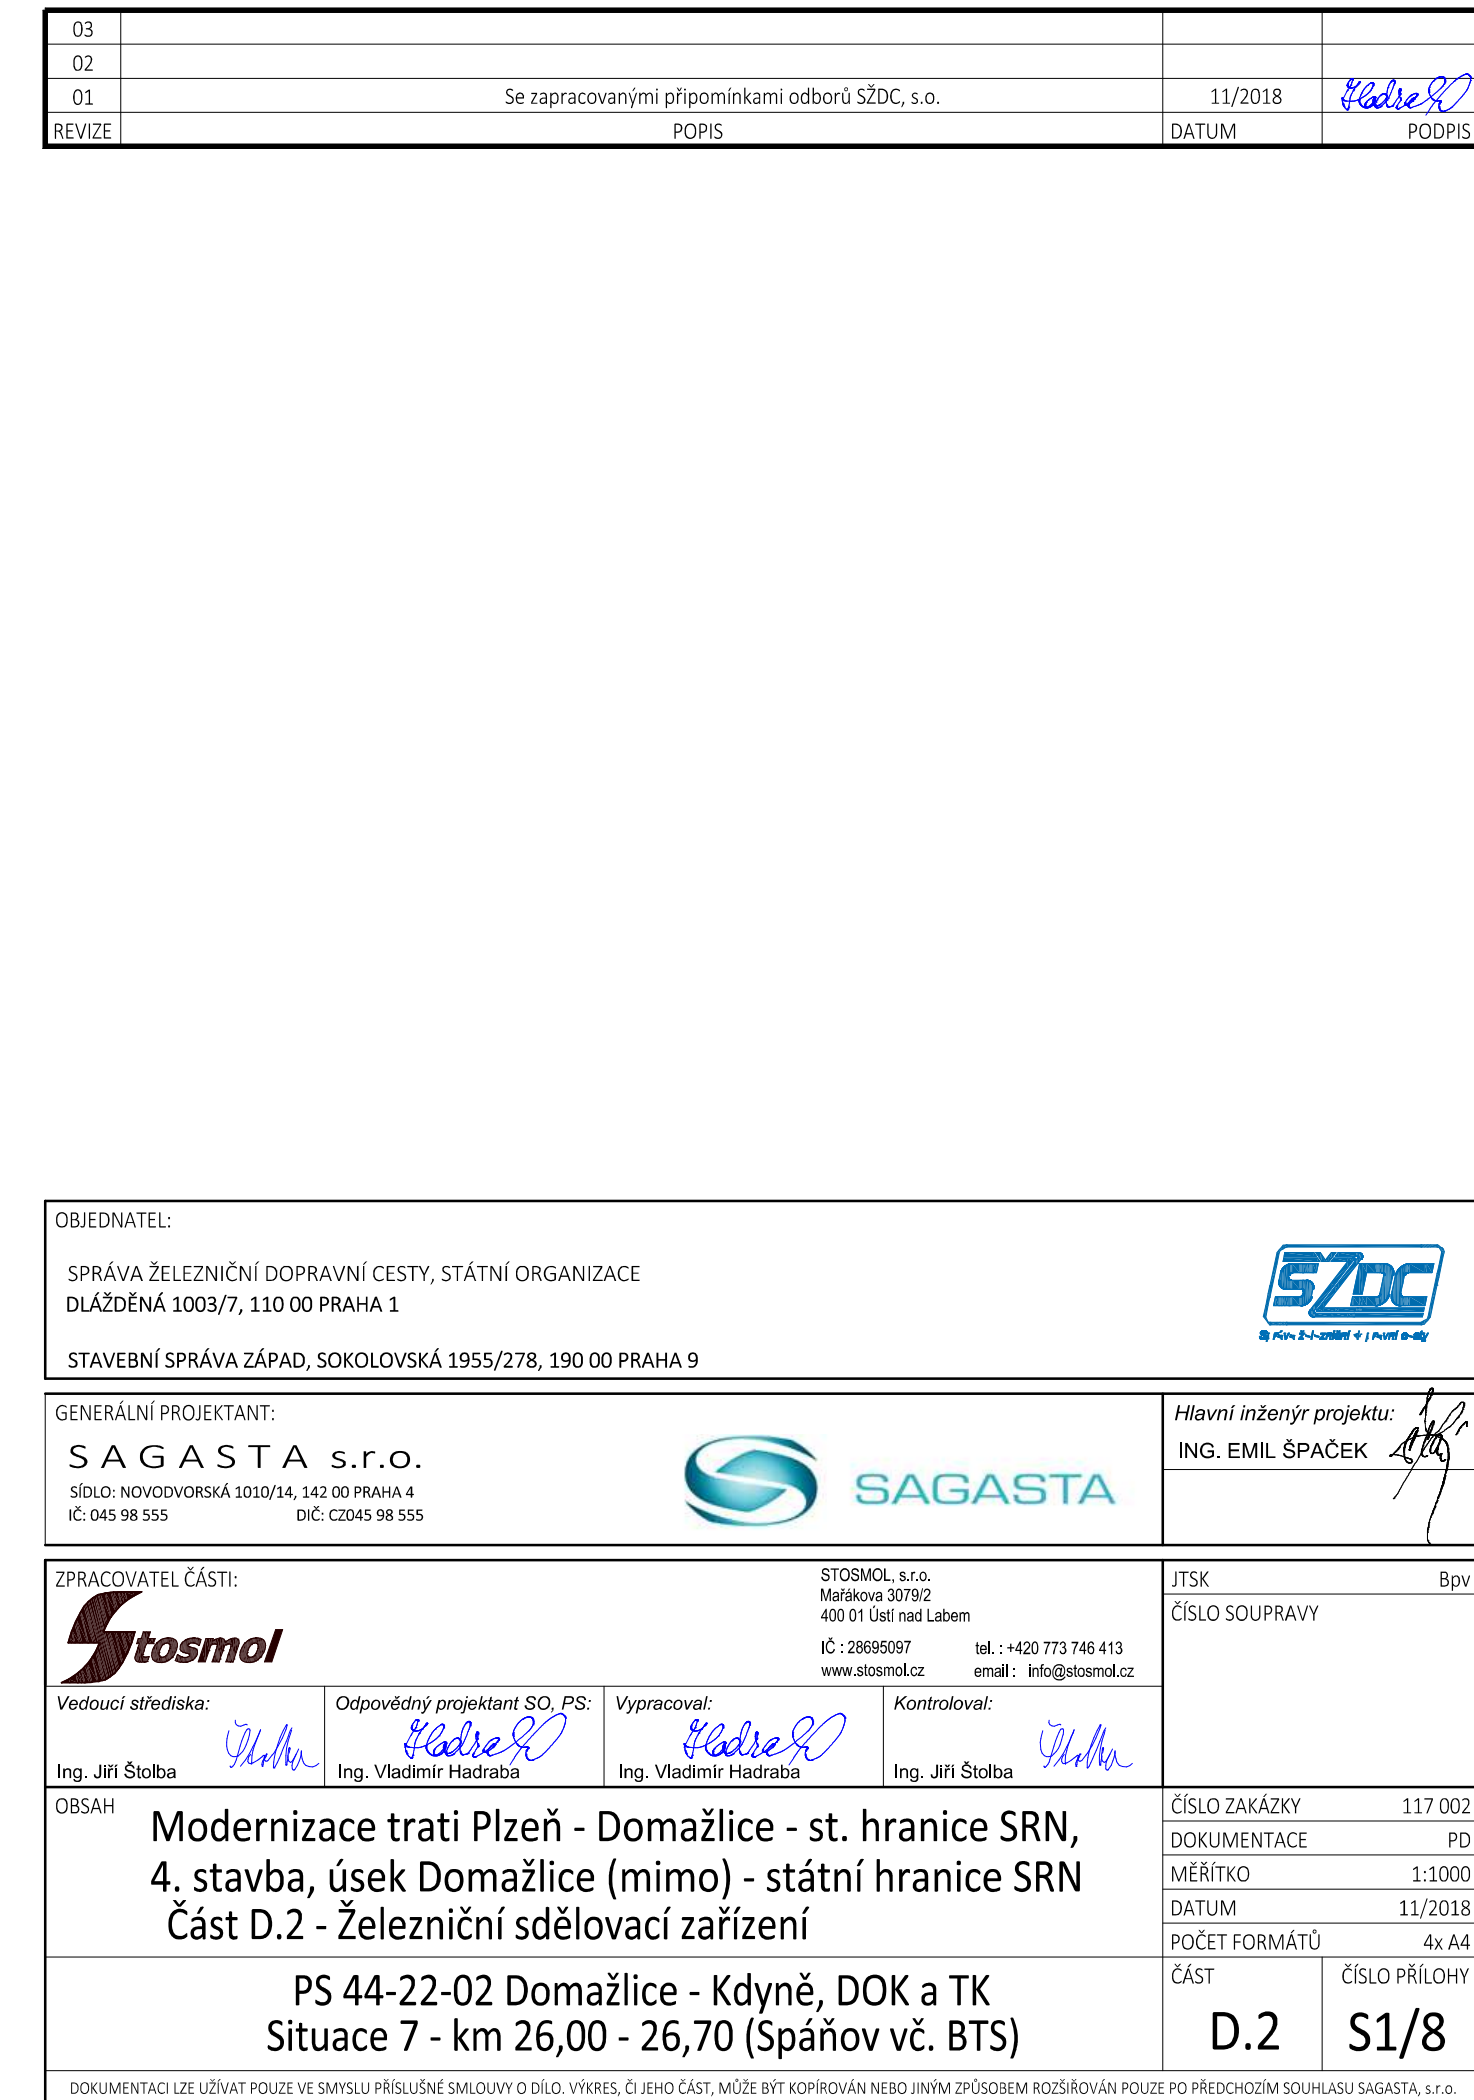 03
02
01 Se zapracovanými připomínkami odborů SŽDC, s.o. 11/2018
REVIZE POPIS DATUM PODPIS
OBJEDNATEL:
SPRÁVA ŽELEZNIČNÍ DOPRAVNÍ CESTY, STÁTNÍ ORGANIZACE
DLÁŽDĚNÁ 1003/7, 110 00 PRAHA 1
STAVEBNÍ SPRÁVA ZÁPAD, SOKOLOVSKÁ 1955/278, 190 00 PRAHA 9
SŽDC
GENERÁLNÍ PROJEKTANT:
SAGASTA s.r.o.
SÍDLO: NOVODVORSKÁ 1010/14, 142 00 PRAHA 4
IČ: 045 98 555 DIČ: CZ045 98 555
SAGASTA
Hlavní inženýr projektu:
ING. EMIL ŠPAČEK
ZPRACOVATEL ČÁSTI:
Stosmol
STOSMOL, s.r.o.
Mařákova 3079/2
400 01 Ústí nad Labem
IČ : 28695097 tel. : +420 773 746 413
www.stosmol.cz email : info@stosmol.cz
JTSK Bpv
ČÍSLO SOUPRAVY
Vedoucí střediska: Odpovědný projektant SO, PS: Vypracoval: Kontroloval:
Štolba Štolba
Ing. Jiří Štolba Ing. Vladimír Hadraba Ing. Vladimír Hadraba Ing. Jiří Štolba
OBSAH
Modernizace trati Plzeň - Domažlice - st. hranice SRN,
4. stavba, úsek Domažlice (mimo) - státní hranice SRN
Část D.2 - Železniční sdělovací zařízení
ČÍSLO ZAKÁZKY 117 002
DOKUMENTACE PD
MĚŘÍTKO 1:1000
DATUM 11/2018
POČET FORMÁTŮ 4x A4
PS 44-22-02 Domažlice - Kdyně, DOK a TK
Situace 7 - km 26,00 - 26,70 (Spáňov vč. BTS)
ČÁST ČÍSLO PŘÍLOHY
D.2 S1/8
DOKUMENTACI LZE UŽÍVAT POUZE VE SMYSLU PŘÍSLUŠNÉ SMLOUVY O DÍLO. VÝKRES, ČI JEHO ČÁST, MŮŽE BÝT KOPÍROVÁN NEBO JINÝM ZPŮSOBEM ROZŠIŘOVÁN POUZE PO PŘEDCHOZÍM SOUHLASU SAGASTA, s.r.o.